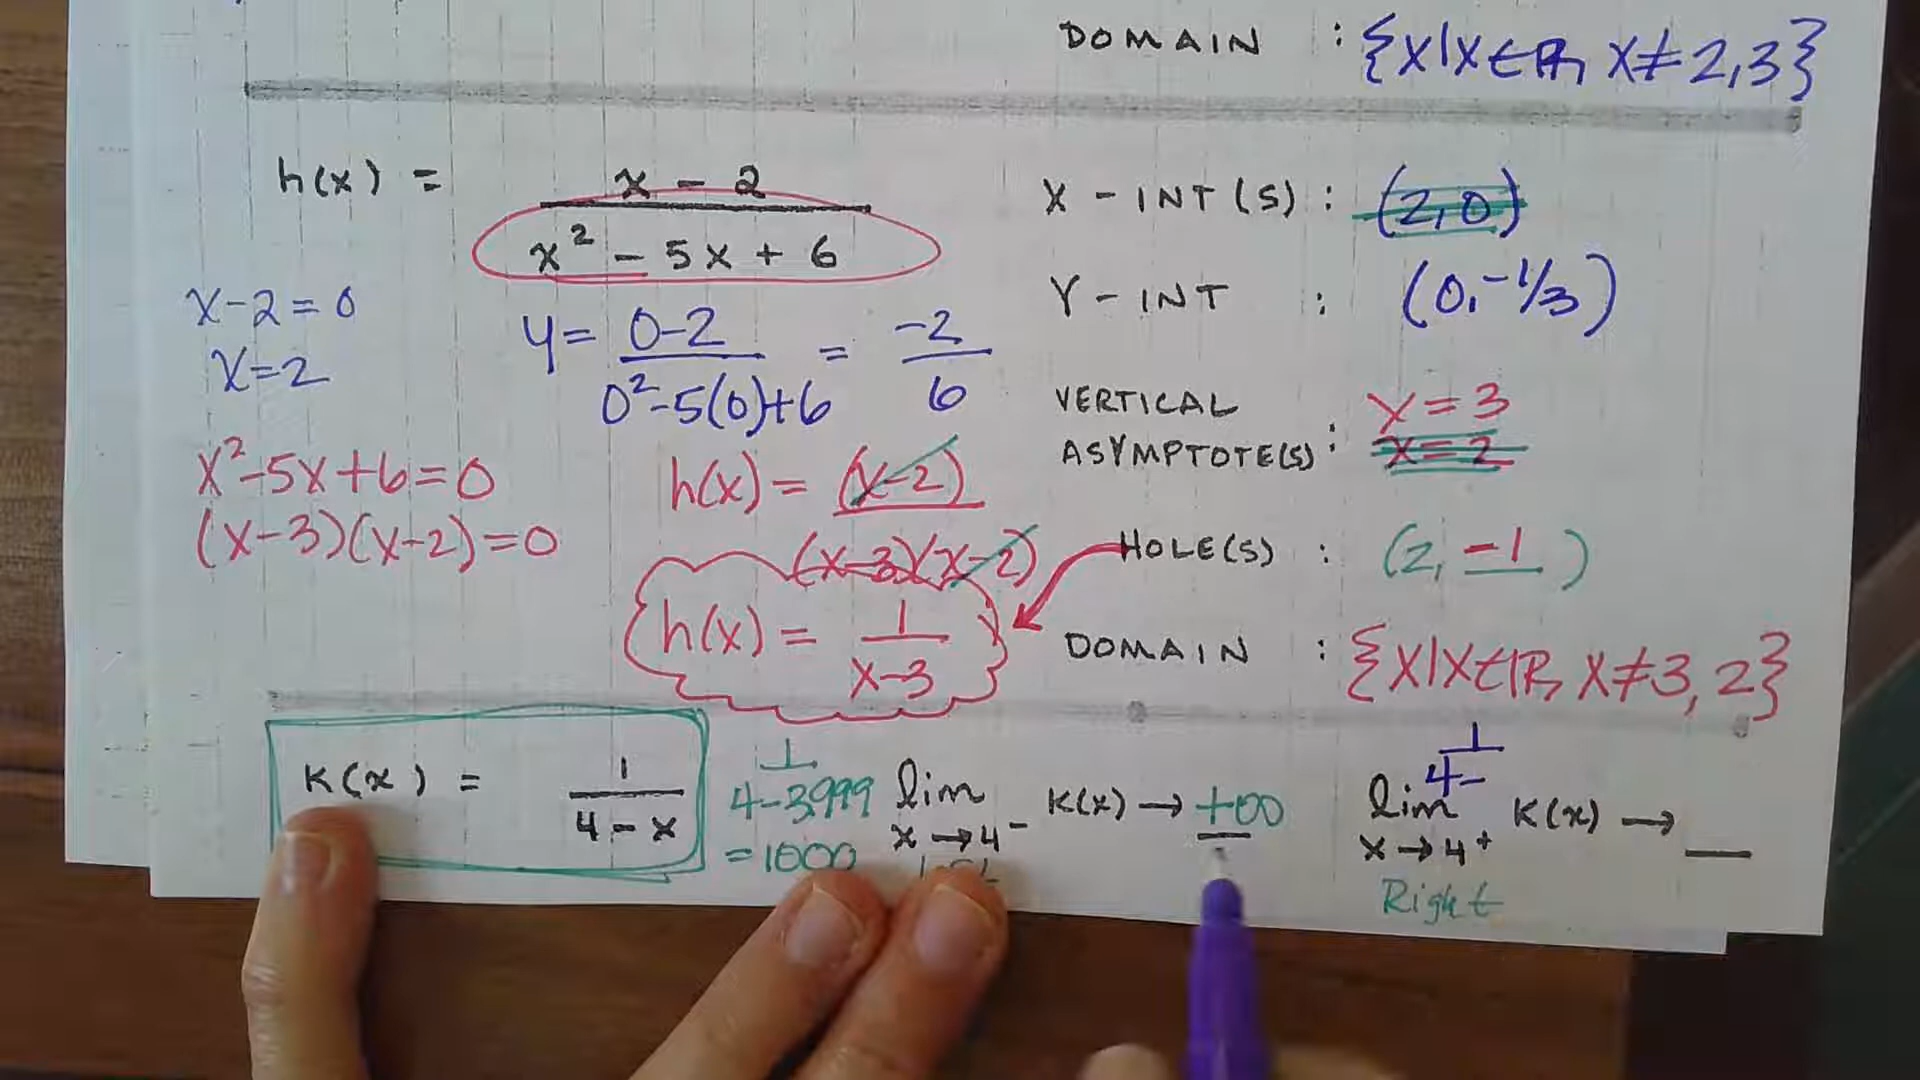 DOMAIN : {x|x∈ℝ, x≠2,3}
h(x) = x - 2
x² - 5x + 6
x-2=0
x=2
y= 0-2 = -2
0²-5(0)+6 6
x²-5x+6=0
(x-3)(x-2)=0
h(x) = (x-2)
(x-3)(x-2)
h(x) = 1
x-3
X-INT(S): (2,0)
Y-INT : (0,-1/3)
VERTICAL x=3
ASYMPTOTE(S): x=2
HOLE(S) : (2, -1)
DOMAIN : {x|x∈ℝ, x≠3,2}
K(x) = 1
4-x
1
4-3.999
=1000
lim K(x) → +∞
x→4⁻
1
4-
lim K(x) → __
x→4⁺
Right